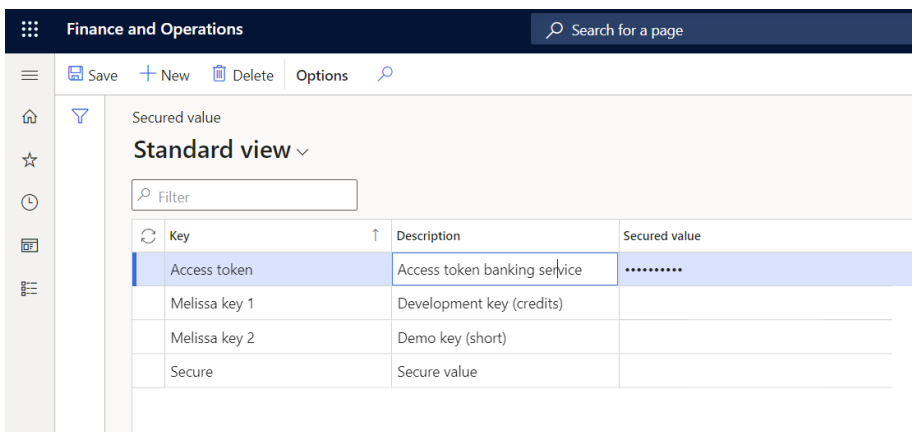 Finance and Operations Search for a page
Save New Delete Options
Secured value
Standard view
Filter
Key Description Secured value
Access token Access token banking service ••••••••••
Melissa key 1 Development key (credits)
Melissa key 2 Demo key (short)
Secure Secure value